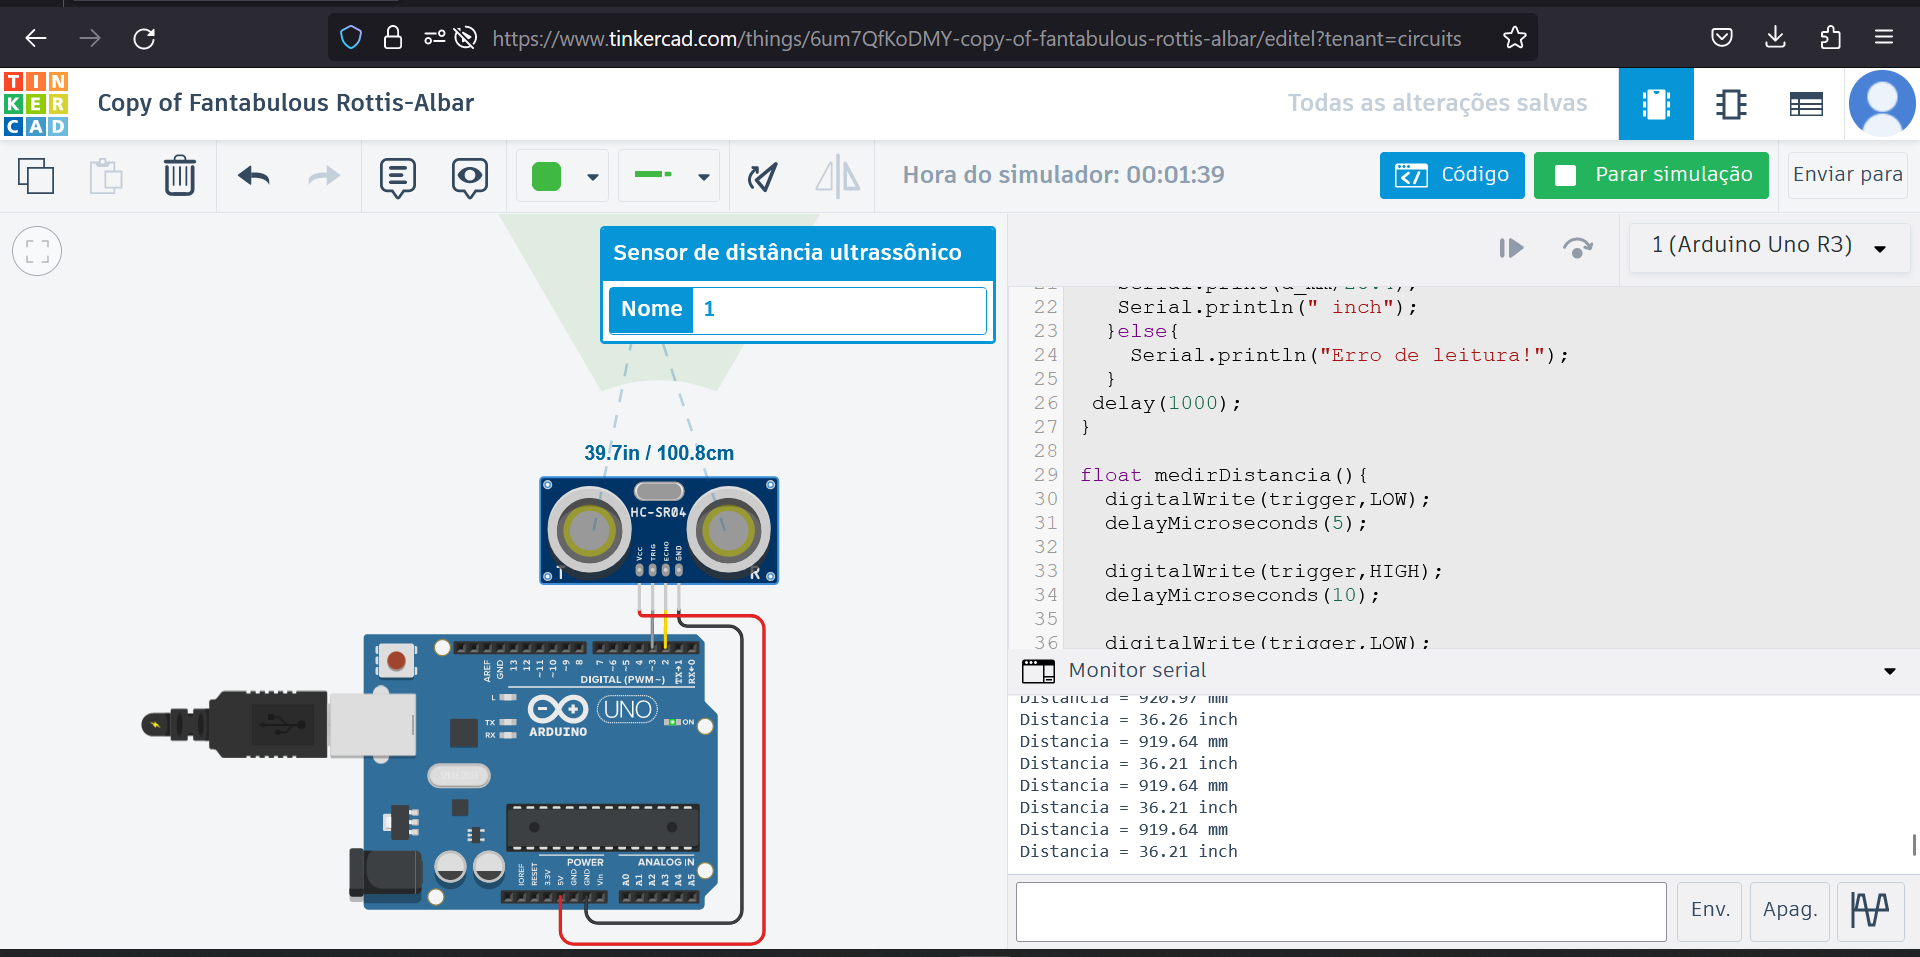 https://www.tinkercad.com/things/6um7QfKoDMY-copy-of-fantabulous-rottis-albar/editel?tenant=circuits
TIN
KER
CAD
Copy of Fantabulous Rottis-Albar
Todas as alterações salvas
Hora do simulador: 00:01:39
Código
Parar simulação
Enviar para
Sensor de distância ultrassônico
Nome 1
39.7in / 100.8cm
HC-SR04
VCC TRIG ECHO GND
T R
AREF GND 13 12 ~11 ~10 ~9 8 7 ~6 ~5 4 ~3 2 TX→1 RX←0
DIGITAL (PWM~)
L
TX
RX
UNO
ARDUINO
ON
POWER ANALOG IN
IOREF RESET 3.3V 5V GND GND Vin A0 A1 A2 A3 A4 A5
1 (Arduino Uno R3)
22 Serial.println(" inch");
23 }else{
24 Serial.println("Erro de leitura!");
25 }
26 delay(1000);
27 }
28
29 float medirDistancia(){
30 digitalWrite(trigger,LOW);
31 delayMicroseconds(5);
32
33 digitalWrite(trigger,HIGH);
34 delayMicroseconds(10);
35
36 digitalWrite(trigger,LOW);
Monitor serial
Distancia = 920.97 mm
Distancia = 36.26 inch
Distancia = 919.64 mm
Distancia = 36.21 inch
Distancia = 919.64 mm
Distancia = 36.21 inch
Distancia = 919.64 mm
Distancia = 36.21 inch
Env.
Apag.